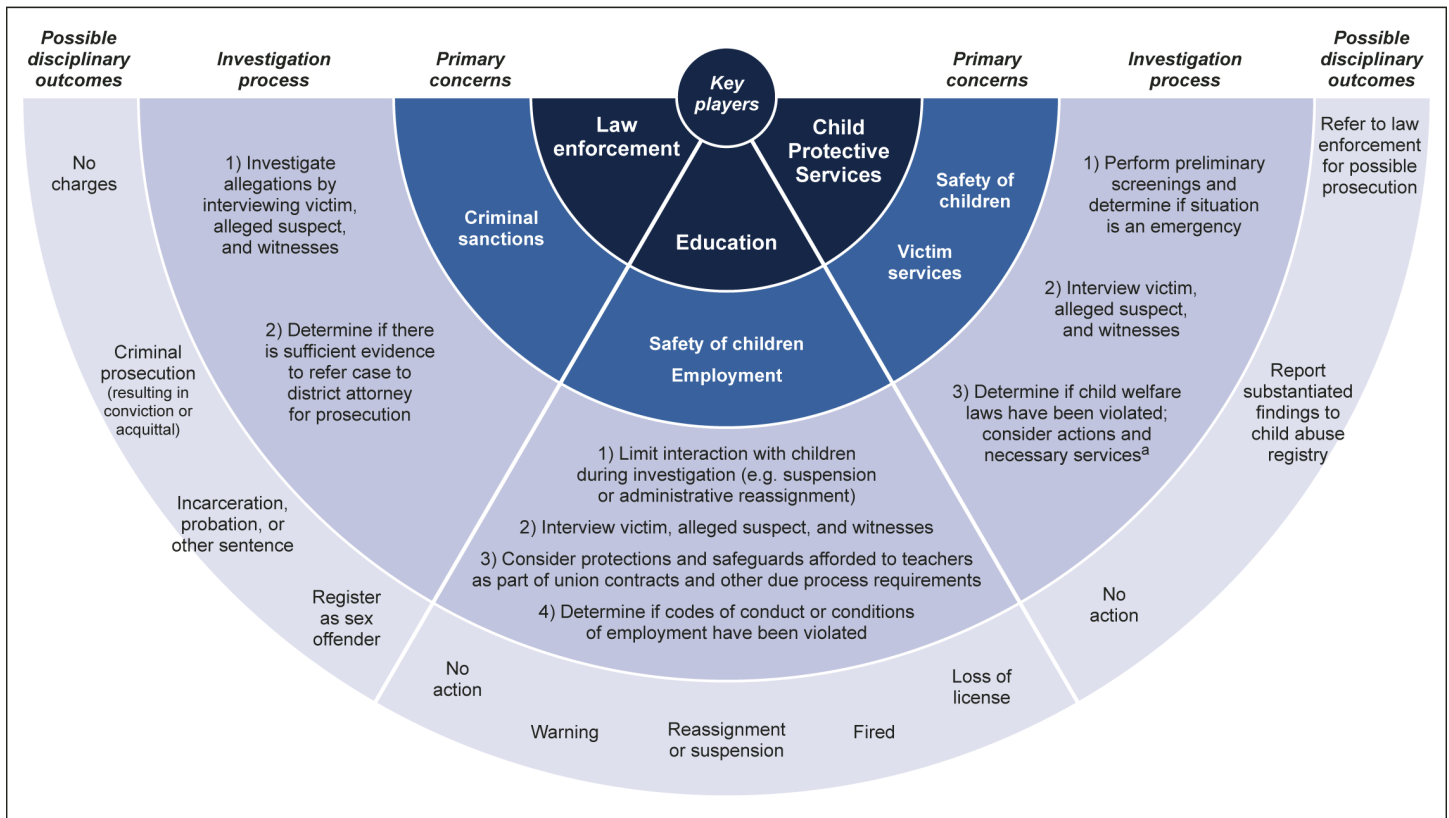 Possible
disciplinary
outcomes
Investigation
process
Primary
concerns
Key
players
Primary
concerns
Investigation
process
Possible
disciplinary
outcomes
Law
enforcement
Criminal
sanctions
1) Investigate
allegations by
interviewing victim,
alleged suspect,
and witnesses
2) Determine if there
is sufficient evidence
to refer case to
district attorney
for prosecution
No
charges
Criminal
prosecution
(resulting in
conviction or
acquittal)
Incarceration,
probation, or
other sentence
Register
as sex
offender
Education
Safety of children
Employment
1) Limit interaction with children
during investigation (e.g. suspension
or administrative reassignment)
2) Interview victim, alleged suspect, and witnesses
3) Consider protections and safeguards afforded to teachers
as part of union contracts and other due process requirements
4) Determine if codes of conduct or conditions
of employment have been violated
No
action
Warning
Reassignment
or suspension
Fired
Loss of
license
Child
Protective
Services
Safety of
children
Victim
services
1) Perform preliminary
screenings and
determine if situation
is an emergency
2) Interview victim,
alleged suspect,
and witnesses
3) Determine if child welfare
laws have been violated;
consider actions and
necessary servicesᵃ
Refer to law
enforcement
for possible
prosecution
Report
substantiated
findings to
child abuse
registry
No
action